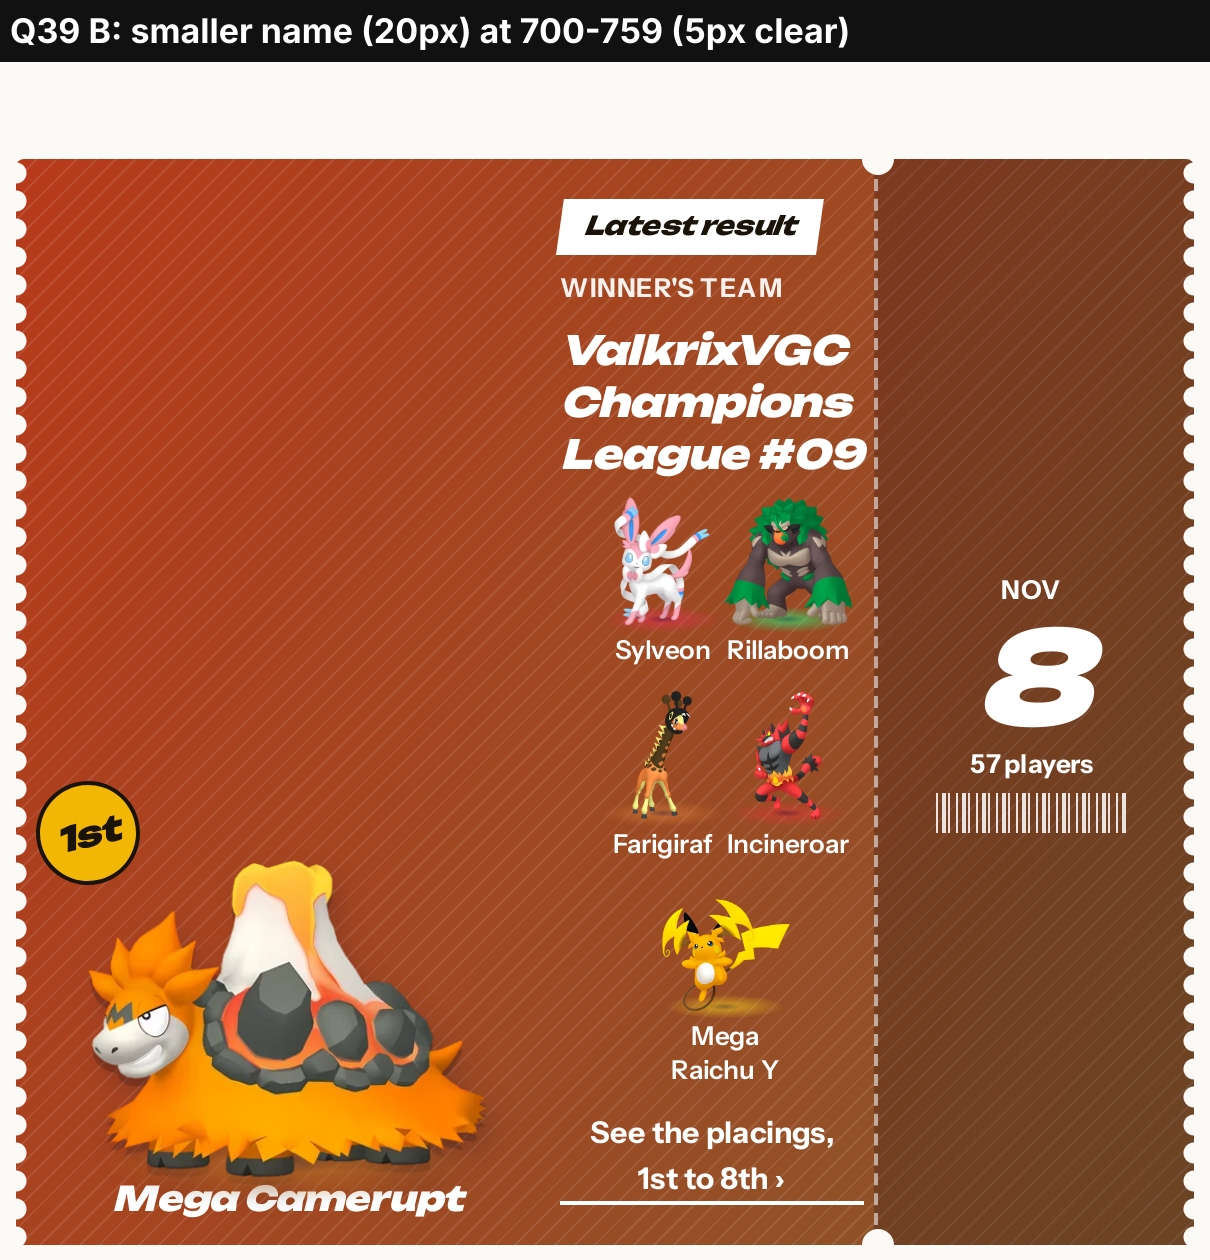 Q39 B: smaller name (20px) at 700-759 (5px clear)
Latest result
WINNER'S TEAM
ValkrixVGC
Champions
League #09
Sylveon
Rillaboom
Farigiraf
Incineroar
Mega
Raichu Y
See the placings,
1st to 8th ›
1st
Mega Camerupt
NOV
8
57 players